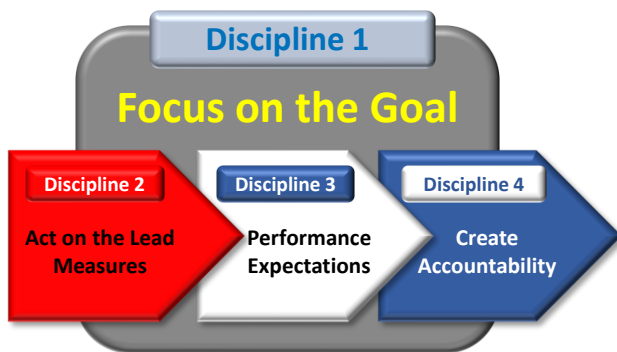 Discipline 1
Focus on the Goal
Discipline 2
Act on the Lead
Measures
Discipline 3
Performance
Expectations
Discipline 4
Create
Accountability